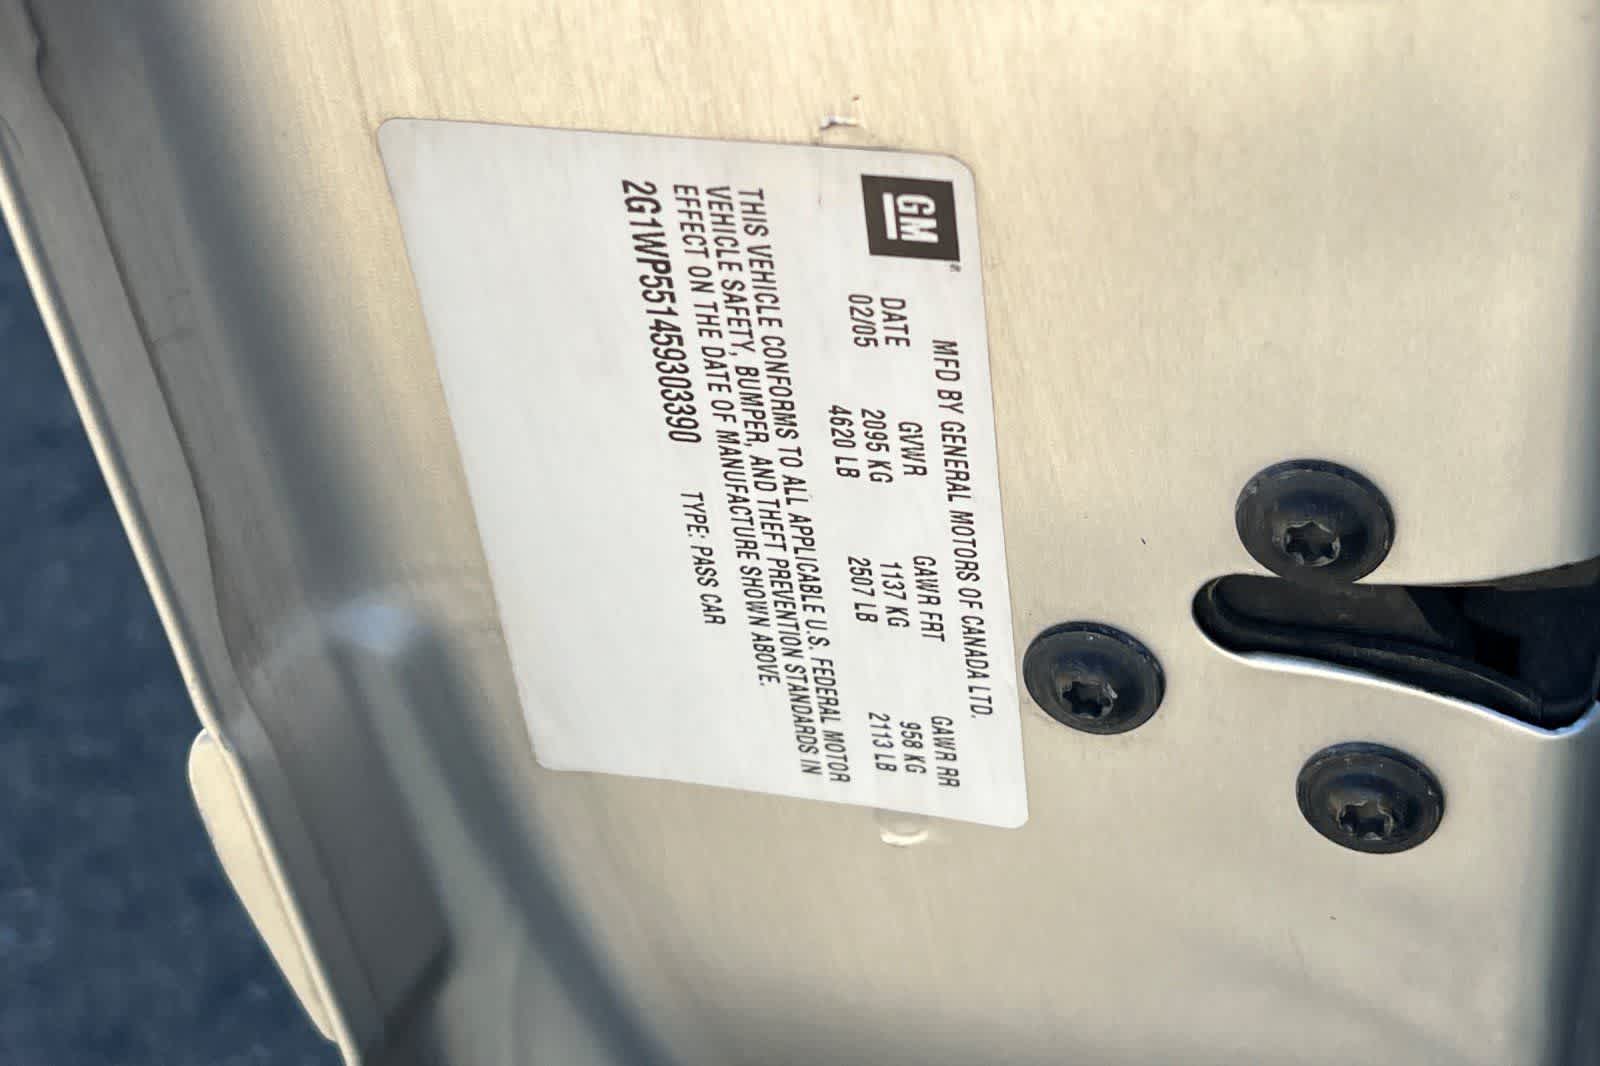 GM®
MFD BY GENERAL MOTORS OF CANADA LTD.
DATE GVWR GAWR FRT GAWR RR
02/05 2095 KG 1137 KG 958 KG
4620 LB 2507 LB 2113 LB
THIS VEHICLE CONFORMS TO ALL APPLICABLE U.S. FEDERAL MOTOR
VEHICLE SAFETY, BUMPER, AND THEFT PREVENTION STANDARDS IN
EFFECT ON THE DATE OF MANUFACTURE SHOWN ABOVE.
2G1WP551459303390 TYPE: PASS CAR